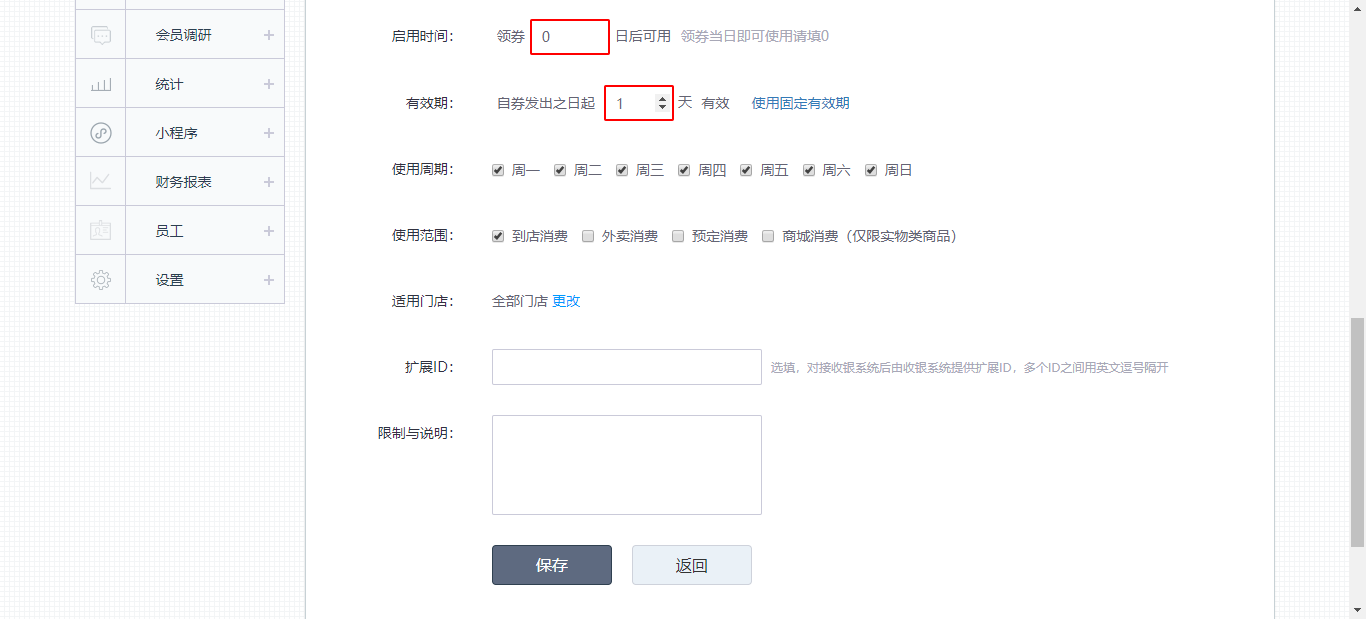 会员调研
统计
小程序
财务报表
员工
设置
启用时间： 领券 0 日后可用 领券当日即可使用请填0
有效期： 自券发出之日起 1 天 有效 使用固定有效期
使用周期： 周一 周二 周三 周四 周五 周六 周日
使用范围： 到店消费 外卖消费 预定消费 商城消费（仅限实物类商品）
适用门店： 全部门店 更改
扩展ID： 选填，对接收银系统后由收银系统提供扩展ID，多个ID之间用英文逗号隔开
限制与说明：
保存 返回